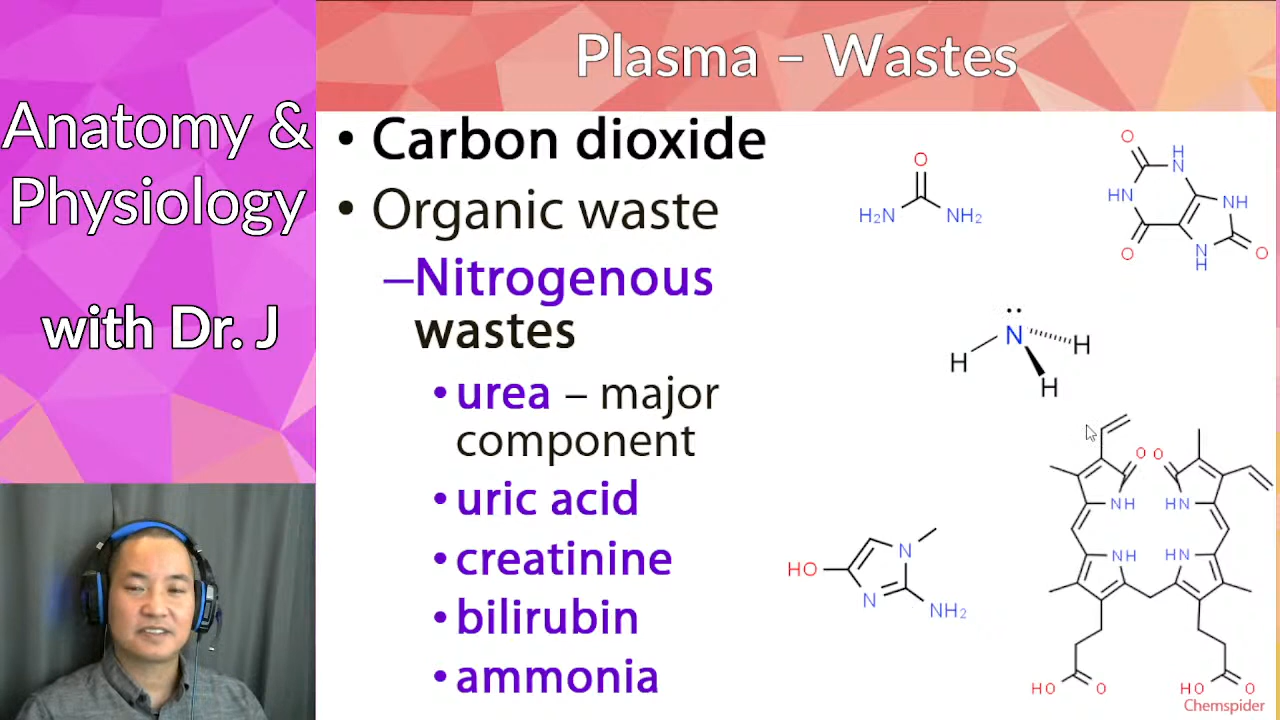 Anatomy &
Physiology
with Dr. J
Plasma – Wastes
• Carbon dioxide
• Organic waste
–Nitrogenous
wastes
• urea – major
component
• uric acid
• creatinine
• bilirubin
• ammonia
O
H₂N NH₂
O
H
N
HN
NH
O
N
H
O
N
H
H
H
O O
NH HN
NH HN
HO O
HO O
HO
N
N
NH₂
Chemspider